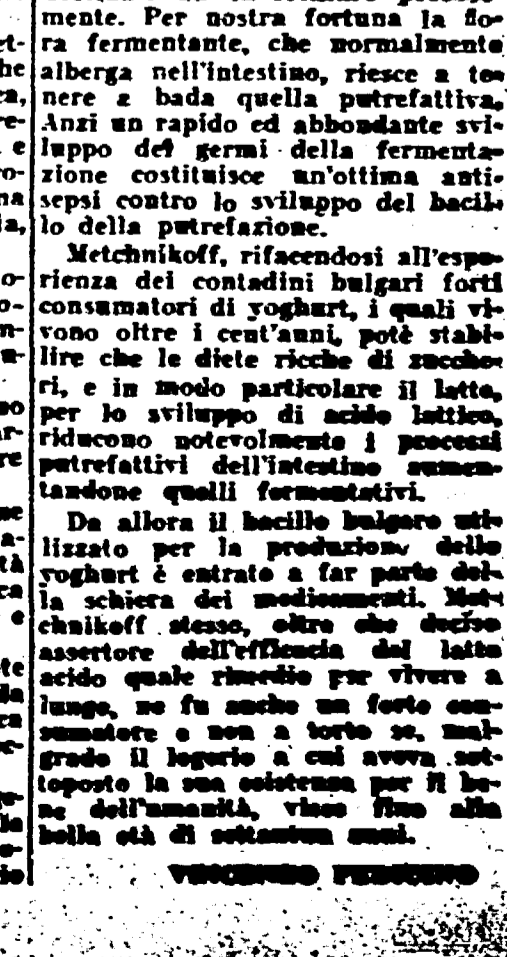 mente. Per nostra fortuna la flo-
ra fermentante, che normalmente
alberga nell'intestino, riesce a te-
nere a bada quella putrefattiva.
Anzi un rapido ed abbondante svi-
luppo dei germi della fermenta-
zione costituisce un'ottima anti-
sepsi contro lo sviluppo del bacil-
lo della putrefazione.
Metchnikoff, rifacendosi all'espe-
rienza dei contadini bulgari forti
consumatori di yoghurt, i quali vi-
vono oltre i cent'anni, potè stabi-
lire che le diete ricche di zucche-
ri, e in modo particolare il latte,
per lo sviluppo di acido lattico,
riducono notevolmente i processi
putrefattivi dell'intestino aumen-
tandone quelli fermentativi.
Da allora il bacillo bulgaro uti-
lizzato per la produzione dello
yoghurt è entrato a far parte del-
la schiera dei medicamenti. Met-
chnikoff stesso, oltre che deciso
assertore dell'efficacia del latte
acido quale rimedio per vivere a
lungo, ne fu anche un forte con-
sumatore e non a torto se, mal-
grado il logorio a cui aveva sot-
toposto la sua esistenza per il be-
ne dell'umanità, visse fino alla
bella età di anni.